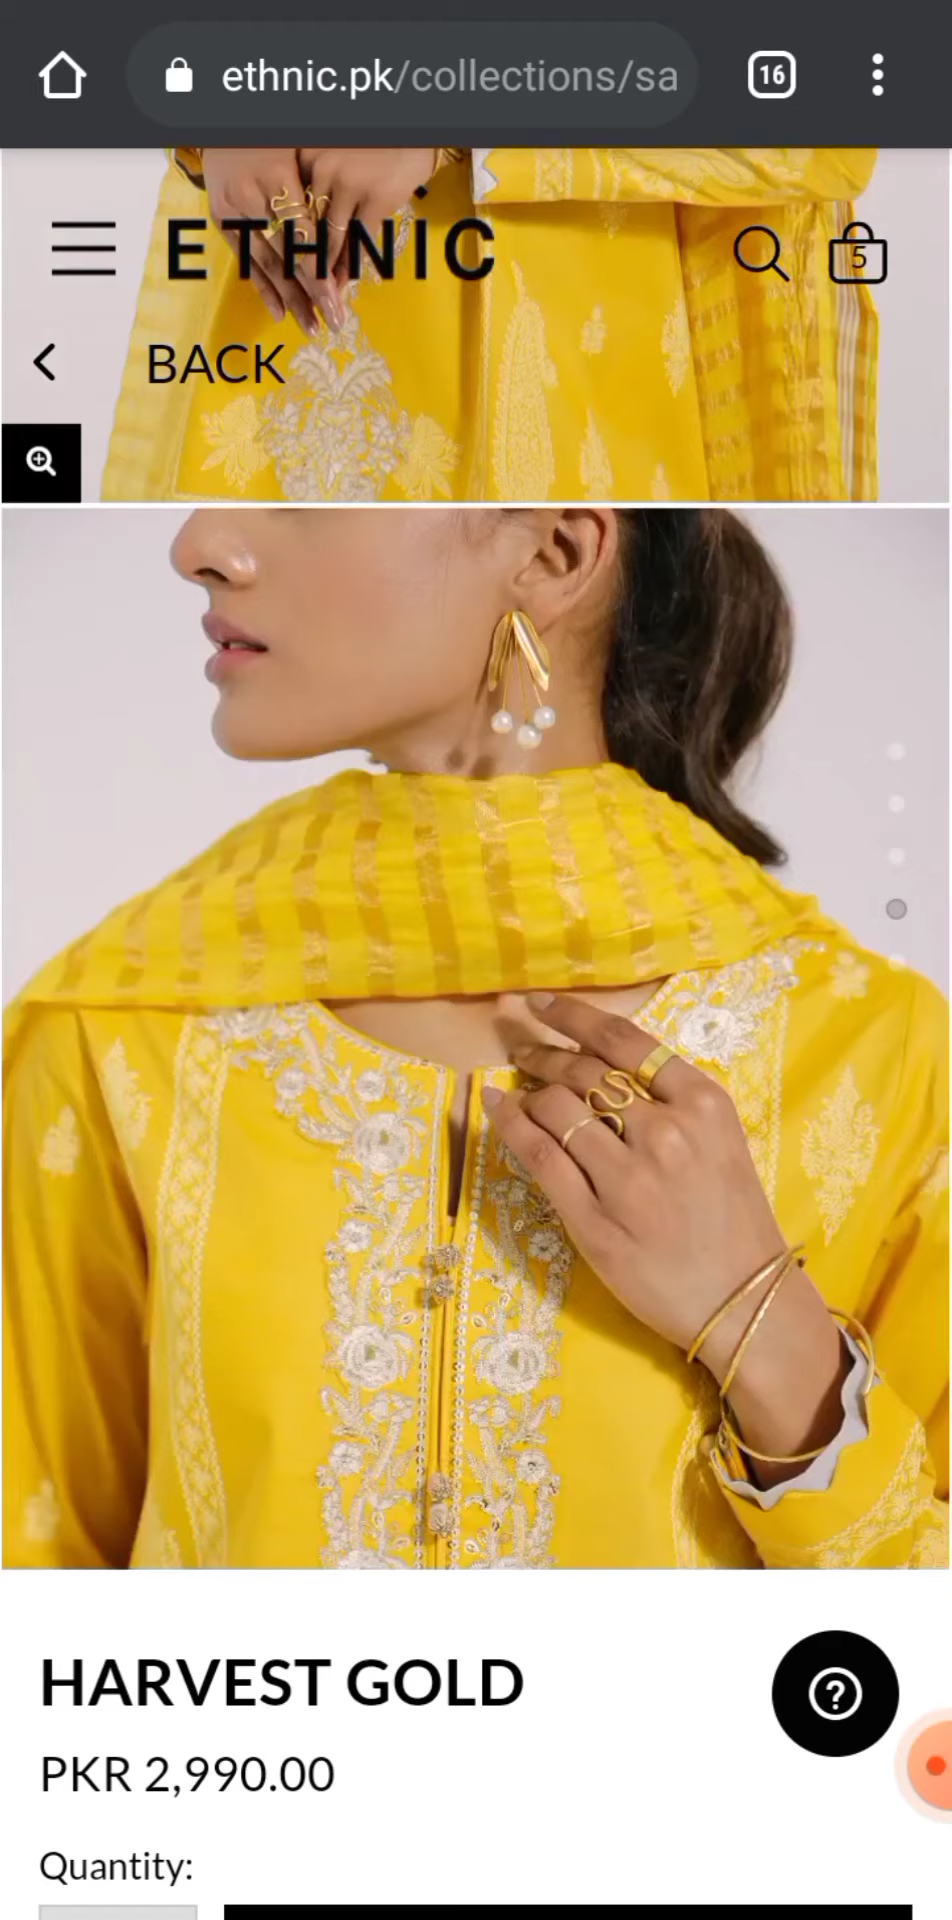 ethnic.pk/collections/sa
16
ETHNiC
5
BACK
HARVEST GOLD
PKR 2,990.00
Quantity: